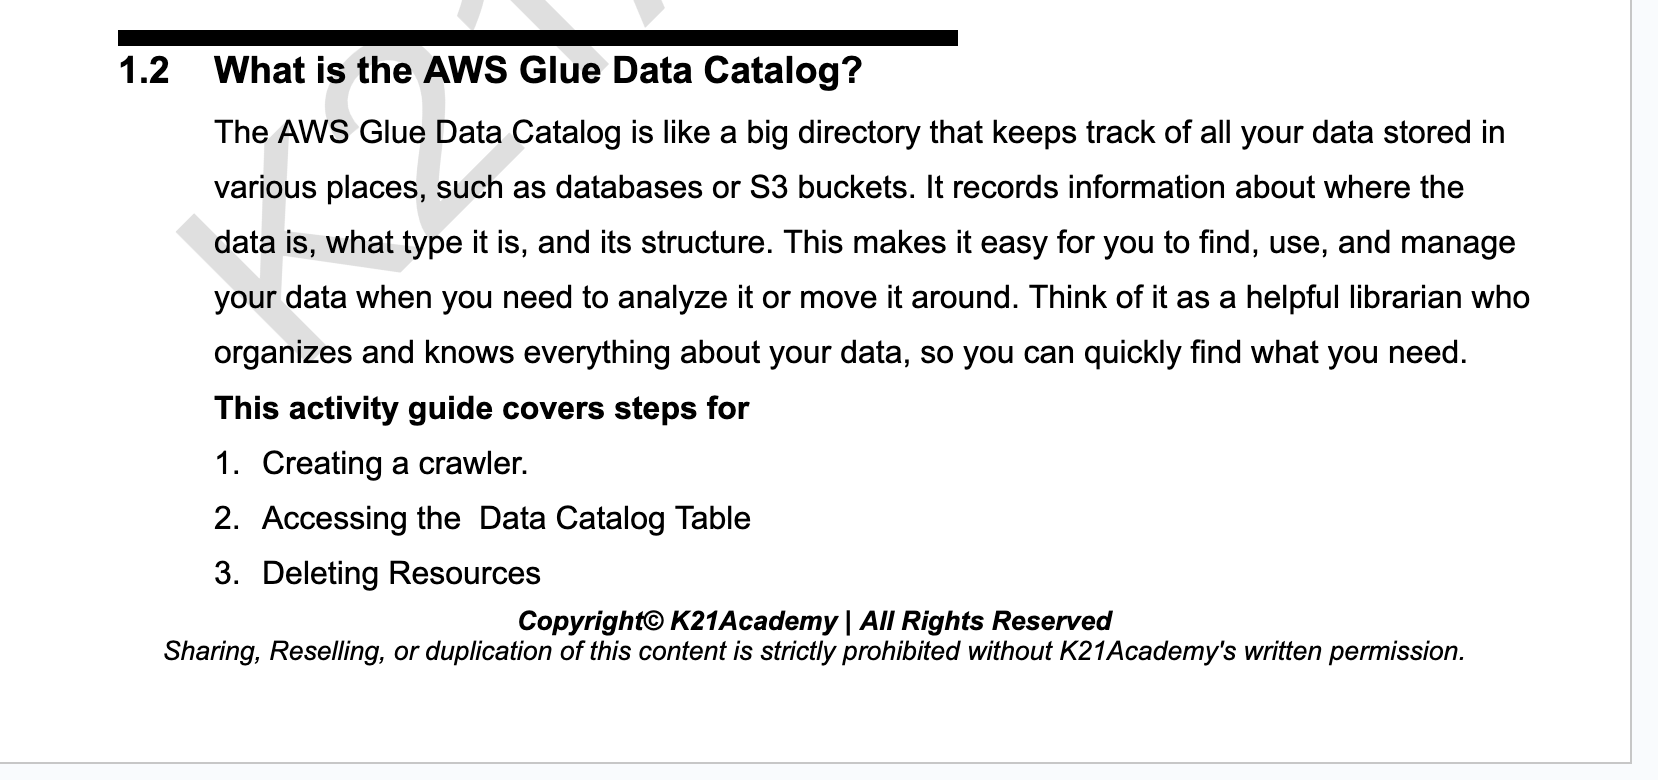 1.2 What is the AWS Glue Data Catalog?
The AWS Glue Data Catalog is like a big directory that keeps track of all your data stored in
various places, such as databases or S3 buckets. It records information about where the
data is, what type it is, and its structure. This makes it easy for you to find, use, and manage
your data when you need to analyze it or move it around. Think of it as a helpful librarian who
organizes and knows everything about your data, so you can quickly find what you need.
This activity guide covers steps for
1. Creating a crawler.
2. Accessing the  Data Catalog Table
3. Deleting Resources
Copyright© K21Academy | All Rights Reserved
Sharing, Reselling, or duplication of this content is strictly prohibited without K21Academy's written permission.
K21